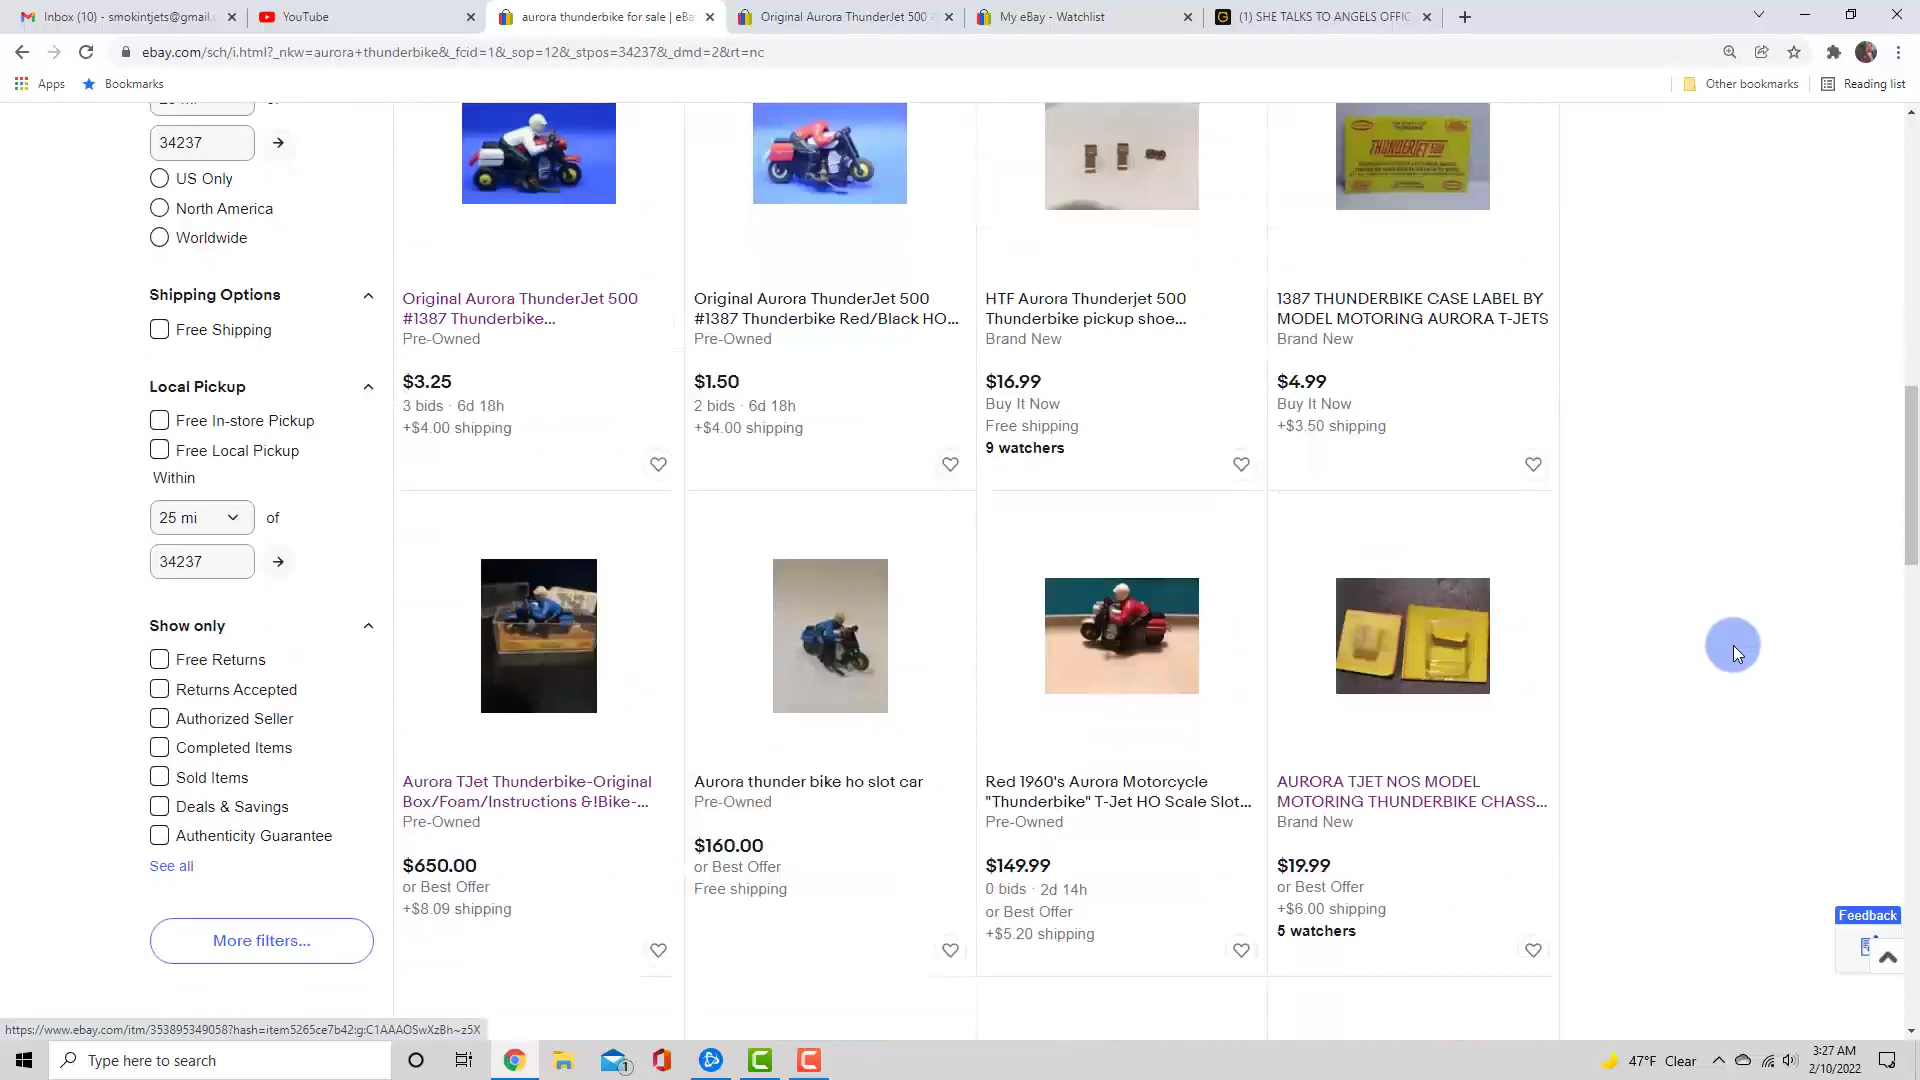 Inbox (10) - smokintjets@gmail.
YouTube
aurora thunderbike for sale | eBa
Original Aurora ThunderJet 500
My eBay - Watchlist
(1) SHE TALKS TO ANGELS OFFIC
ebay.com/sch/i.html?_nkw=aurora+thunderbike&_fcid=1&_sop=12&_stpos=34237&_dmd=2&rt=nc
Apps
Bookmarks
Other bookmarks
Reading list
34237
US Only
North America
Worldwide
Shipping Options
Free Shipping
Local Pickup
Free In-store Pickup
Free Local Pickup
Within
25 mi
of
34237
Show only
Free Returns
Returns Accepted
Authorized Seller
Completed Items
Sold Items
Deals & Savings
Authenticity Guarantee
See all
More filters...
Original Aurora ThunderJet 500
#1387 Thunderbike...
Pre-Owned
$3.25
3 bids · 6d 18h
+$4.00 shipping
Original Aurora ThunderJet 500
#1387 Thunderbike Red/Black HO...
Pre-Owned
$1.50
2 bids · 6d 18h
+$4.00 shipping
HTF Aurora Thunderjet 500
Thunderbike pickup shoe...
Brand New
$16.99
Buy It Now
Free shipping
9 watchers
THUNDERJET 500
1387 THUNDERBIKE CASE LABEL BY
MODEL MOTORING AURORA T-JETS
Brand New
$4.99
Buy It Now
+$3.50 shipping
Aurora TJet Thunderbike-Original
Box/Foam/Instructions &!Bike-...
Pre-Owned
$650.00
or Best Offer
+$8.09 shipping
Aurora thunder bike ho slot car
Pre-Owned
$160.00
or Best Offer
Free shipping
Red 1960's Aurora Motorcycle
"Thunderbike" T-Jet HO Scale Slot...
Pre-Owned
$149.99
0 bids · 2d 14h
or Best Offer
+$5.20 shipping
AURORA TJET NOS MODEL
MOTORING THUNDERBIKE CHASS...
Brand New
$19.99
or Best Offer
+$6.00 shipping
5 watchers
Feedback
https://www.ebay.com/itm/353895349058?hash=item5265ce7b42:g:C1AAAOSwXzBh~z5X
Type here to search
1
47°F Clear
3:27 AM
2/10/2022